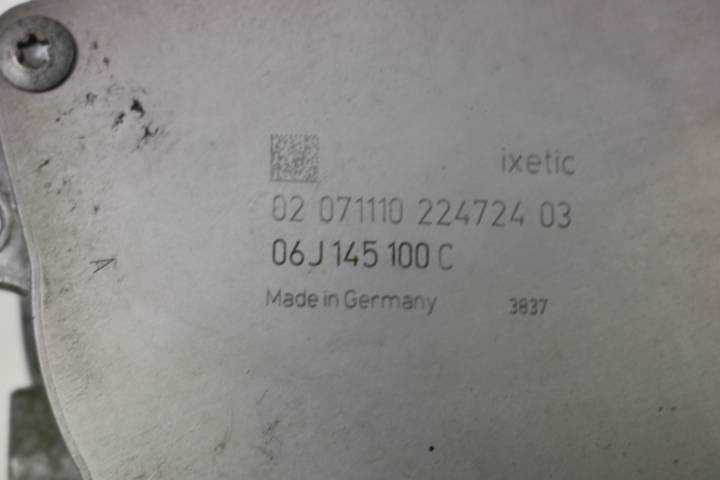 ixetic
02 071110 224724 03
06J 145 100 C
Made in Germany 3837
A